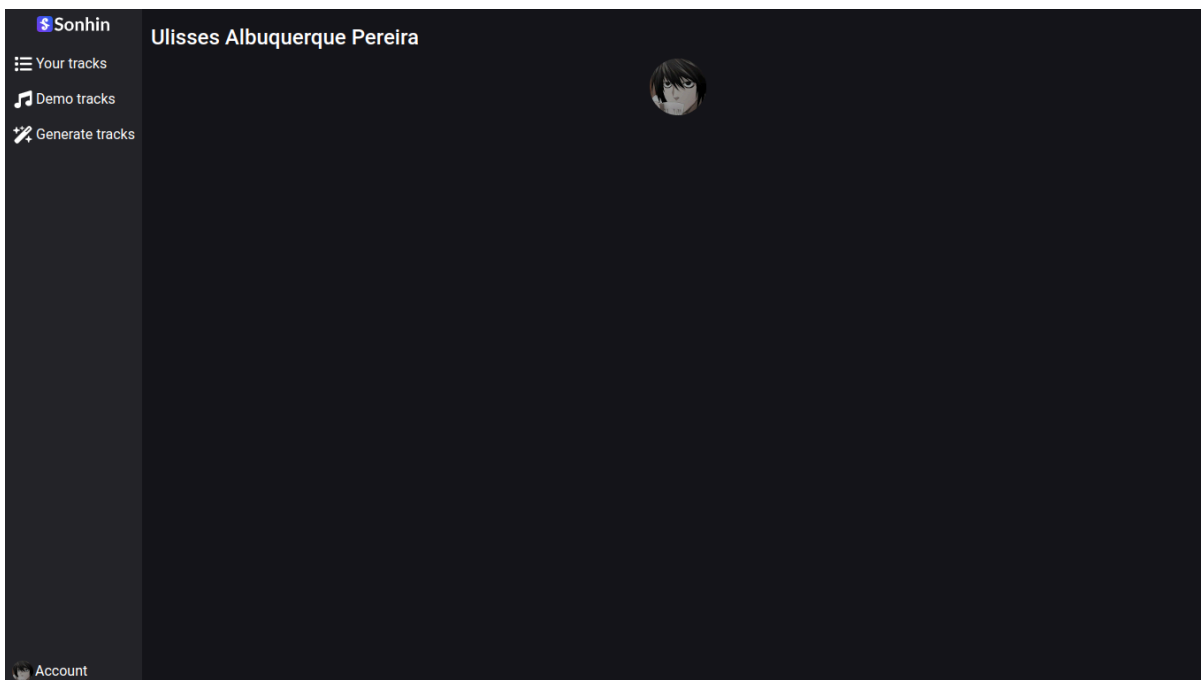 Sonhin
Your tracks
Demo tracks
Generate tracks
Account
Ulisses Albuquerque Pereira